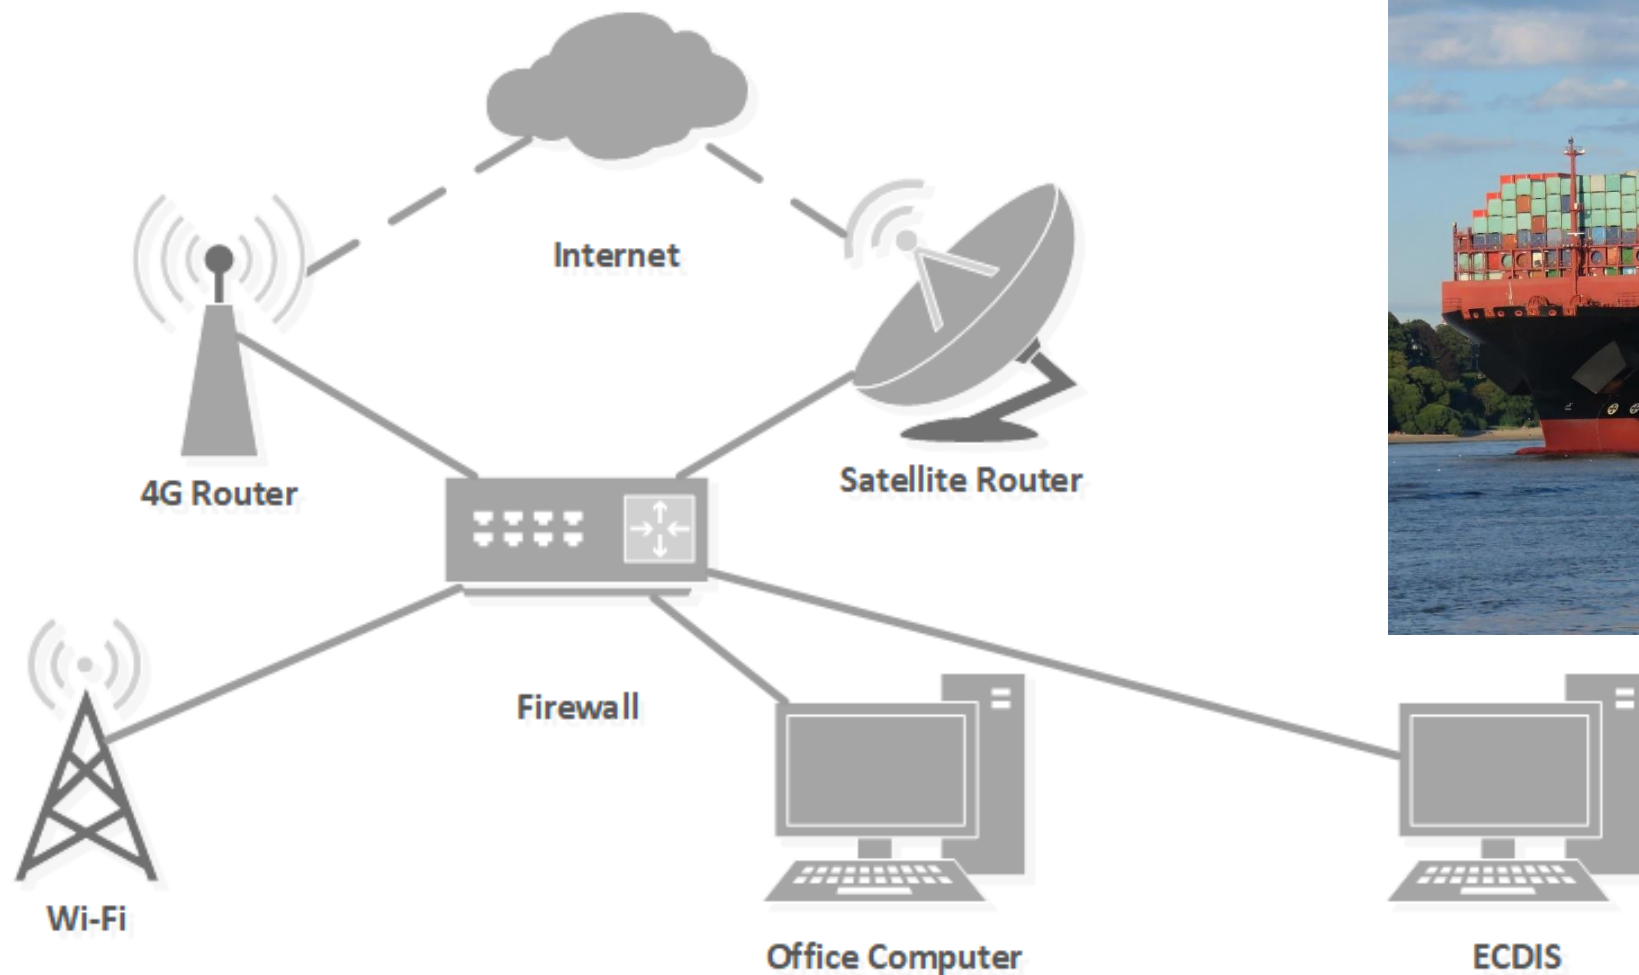 Internet
4G Router
Satellite Router
Firewall
Wi-Fi
Office Computer
ECDIS